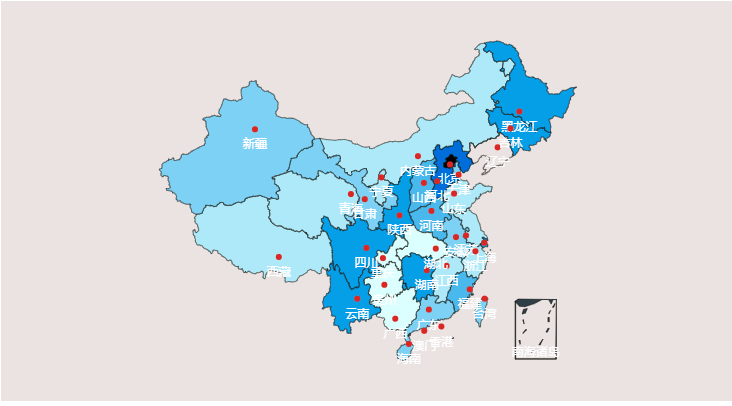 黑龙江
吉林
新疆
辽宁
内蒙古
北京
天津
宁夏
山西
河北
青海
甘肃
山东
陕西
河南
四川
湖北
安徽
上海
浙江
西藏
重庆
湖南
江西
贵州
云南
福建
台湾
广西
广东
香港
澳门
海南
南海诸岛